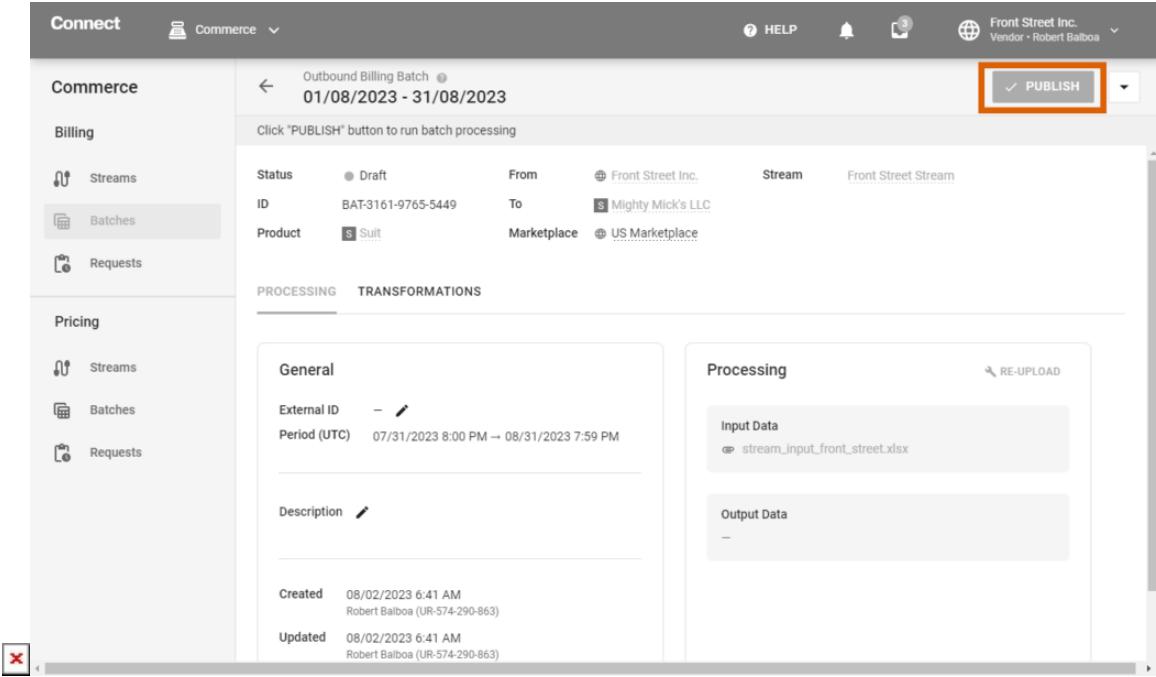 Connect
Commerce
HELP
3
Front Street Inc.
Vendor • Robert Balboa
Commerce
Billing
Streams
Batches
Requests
Pricing
Streams
Batches
Requests
Outbound Billing Batch
01/08/2023 - 31/08/2023
PUBLISH
Click "PUBLISH" button to run batch processing
Status Draft From Front Street Inc. Stream Front Street Stream
ID BAT-3161-9765-5449 To S Mighty Mick's LLC
Product S Suit Marketplace US Marketplace
PROCESSING TRANSFORMATIONS
General
External ID –
Period (UTC) 07/31/2023 8:00 PM → 08/31/2023 7:59 PM
Description
Created 08/02/2023 6:41 AM
Robert Balboa (UR-574-290-863)
Updated 08/02/2023 6:41 AM
Robert Balboa (UR-574-290-863)
Processing RE-UPLOAD
Input Data
stream_input_front_street.xlsx
Output Data
–